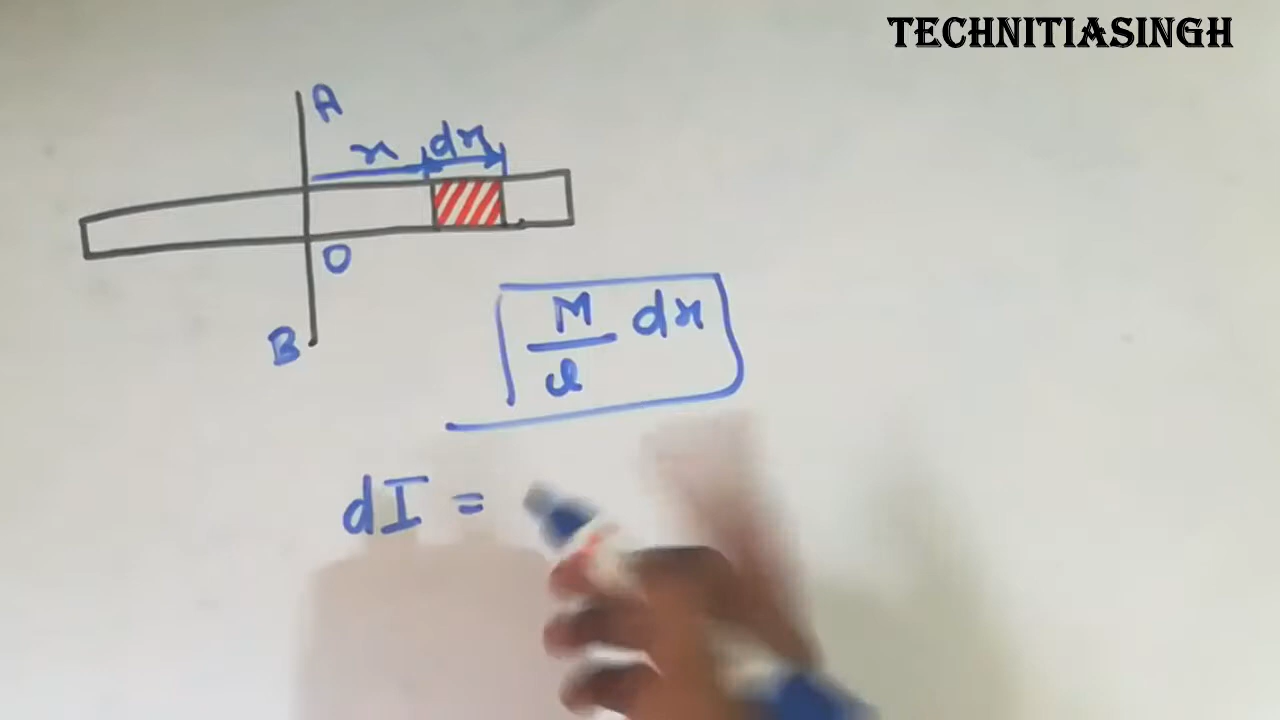 TECHNITIASINGH
A
x dx
O
B
M/l dx
dI =